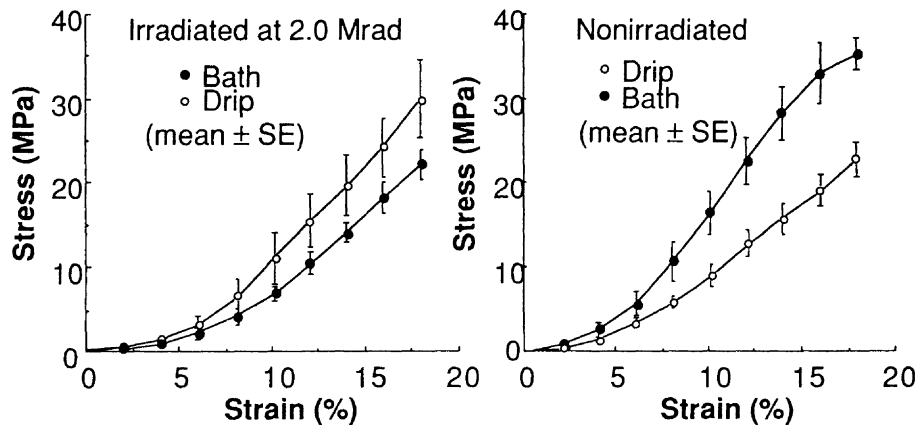 40
30
20
10
0
Stress (MPa)
Irradiated at 2.0 Mrad
Bath
Drip
(mean ± SE)
0 5 10 15 20
Strain (%)
40
30
20
10
0
Stress (MPa)
Nonirradiated
Drip
Bath
(mean ± SE)
0 5 10 15 20
Strain (%)